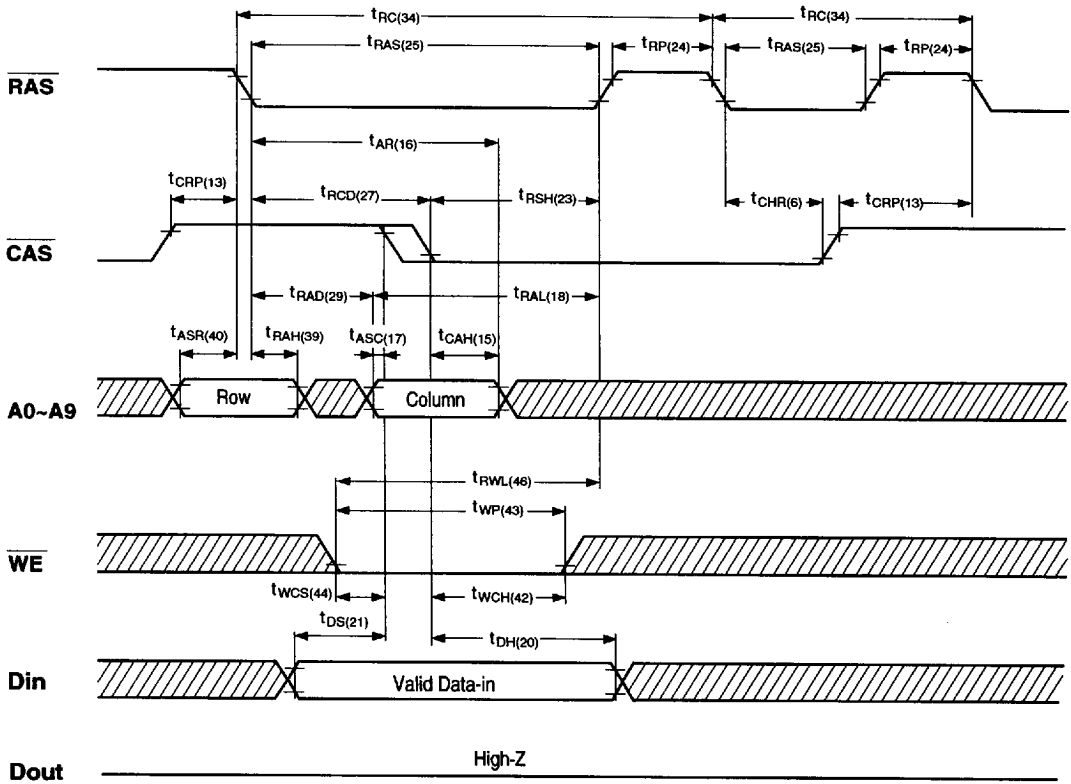 tRC(34) tRC(34)
tRAS(25) tRP(24) tRAS(25) tRP(24)
RAS
tAR(16)
tCRP(13) tRCD(27) tRSH(23) tCHR(6) tCRP(13)
CAS
tRAD(29) tRAL(18)
tASR(40) tRAH(39) tASC(17) tCAH(15)
A0~A9 Row Column
tRWL(46)
tWP(43)
WE
tWCS(44) tWCH(42)
tDS(21) tDH(20)
Din Valid Data-in
High-Z
Dout